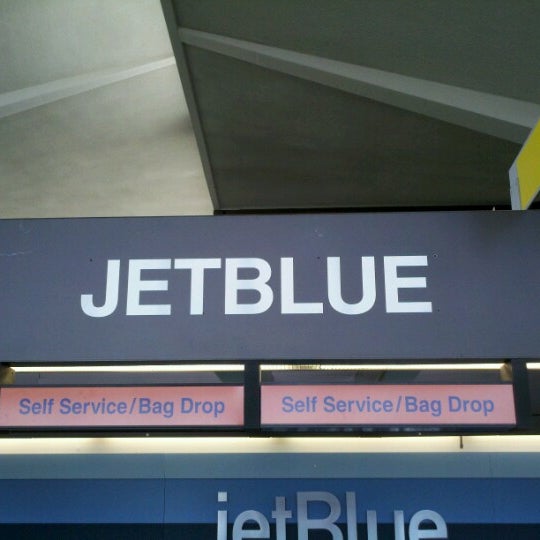 JETBLUE
Self Service/Bag Drop
Self Service/Bag Drop
jetBlue